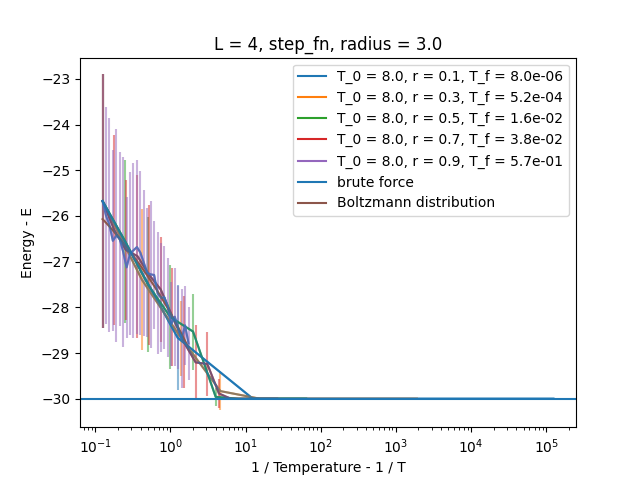 L = 4, step_fn, radius = 3.0
T_0 = 8.0, r = 0.1, T_f = 8.0e-06
T_0 = 8.0, r = 0.3, T_f = 5.2e-04
T_0 = 8.0, r = 0.5, T_f = 1.6e-02
T_0 = 8.0, r = 0.7, T_f = 3.8e-02
T_0 = 8.0, r = 0.9, T_f = 5.7e-01
brute force
Boltzmann distribution
Energy - E
−23
−24
−25
−26
−27
−28
−29
−30
10⁻¹ 10⁰ 10¹ 10² 10³ 10⁴ 10⁵
1 / Temperature - 1 / T